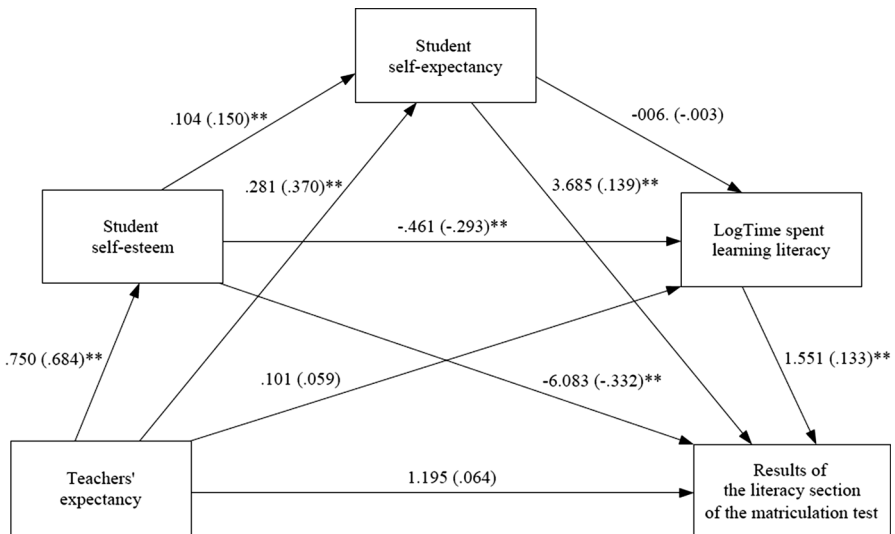 Student
self-expectancy
.104 (.150)**
-006. (-.003)
.281 (.370)**
3.685 (.139)**
Student
self-esteem
-.461 (-.293)**
LogTime spent
learning literacy
.750 (.684)**
.101 (.059)
-6.083 (-.332)**
1.551 (.133)**
Teachers'
expectancy
1.195 (.064)
Results of
the literacy section
of the matriculation test